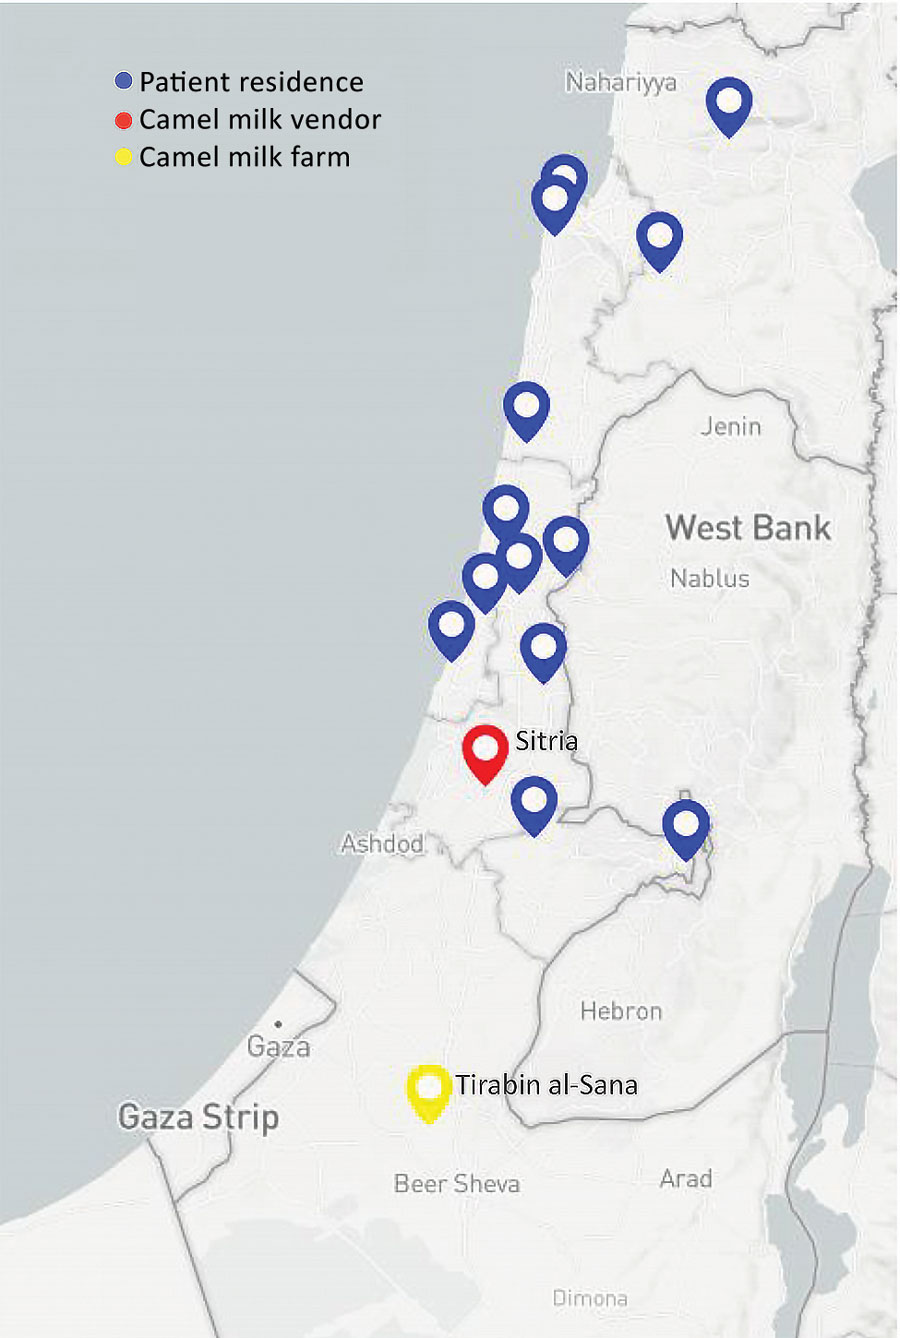 Patient residence
Camel milk vendor
Camel milk farm
Nahariyya
Jenin
West Bank
Nablus
Sitria
Ashdod
Hebron
Gaza
Tirabin al-Sana
Gaza Strip
Beer Sheva
Arad
Dimona